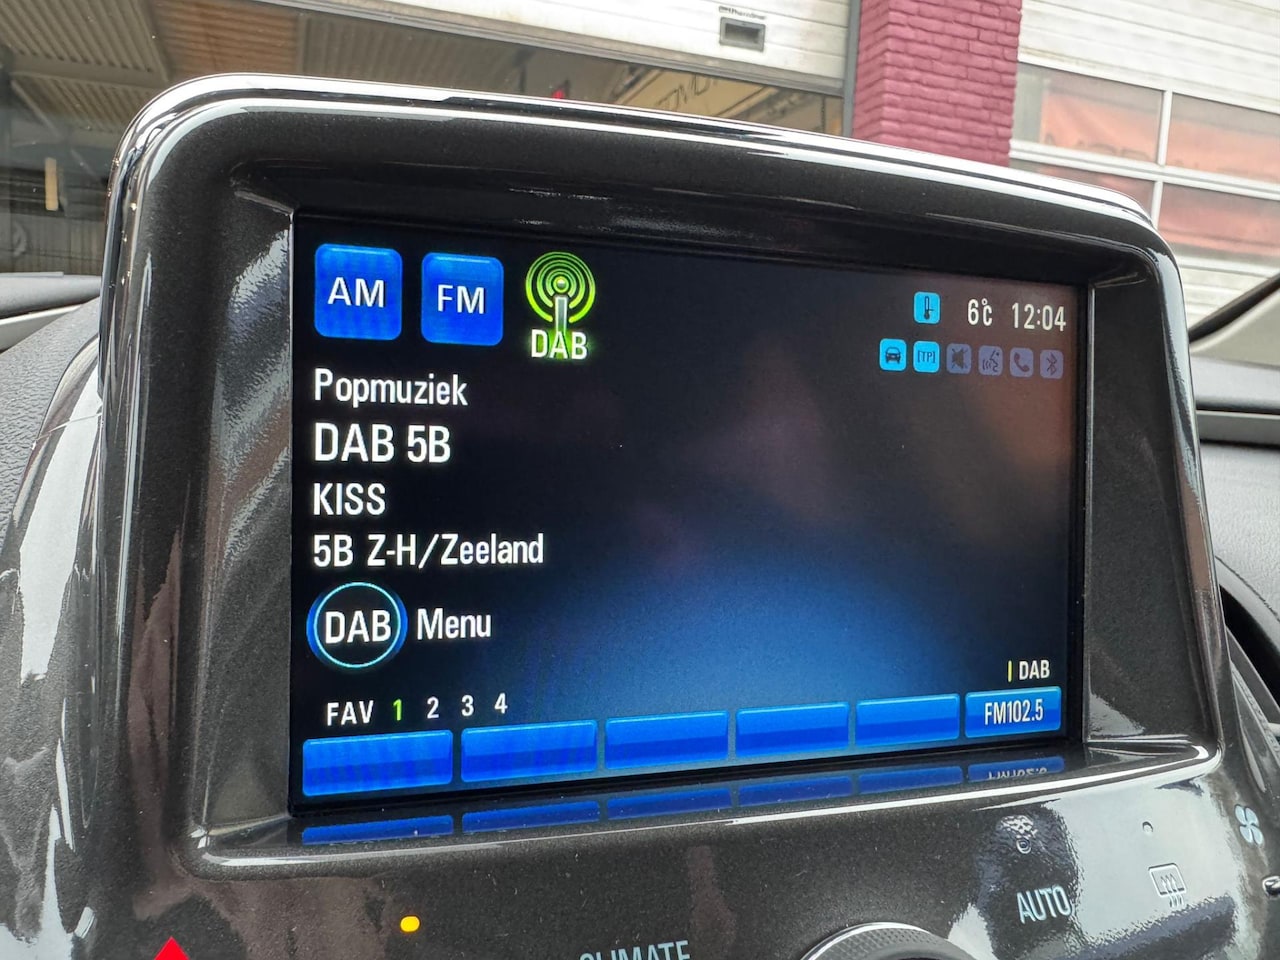 AM
FM
DAB
6°C 12:04
[TP]
Popmuziek
DAB 5B
KISS
5B Z-H/Zeeland
DAB Menu
DAB
FAV 1 2 3 4
FM102.5
AUTO
CLIMATE